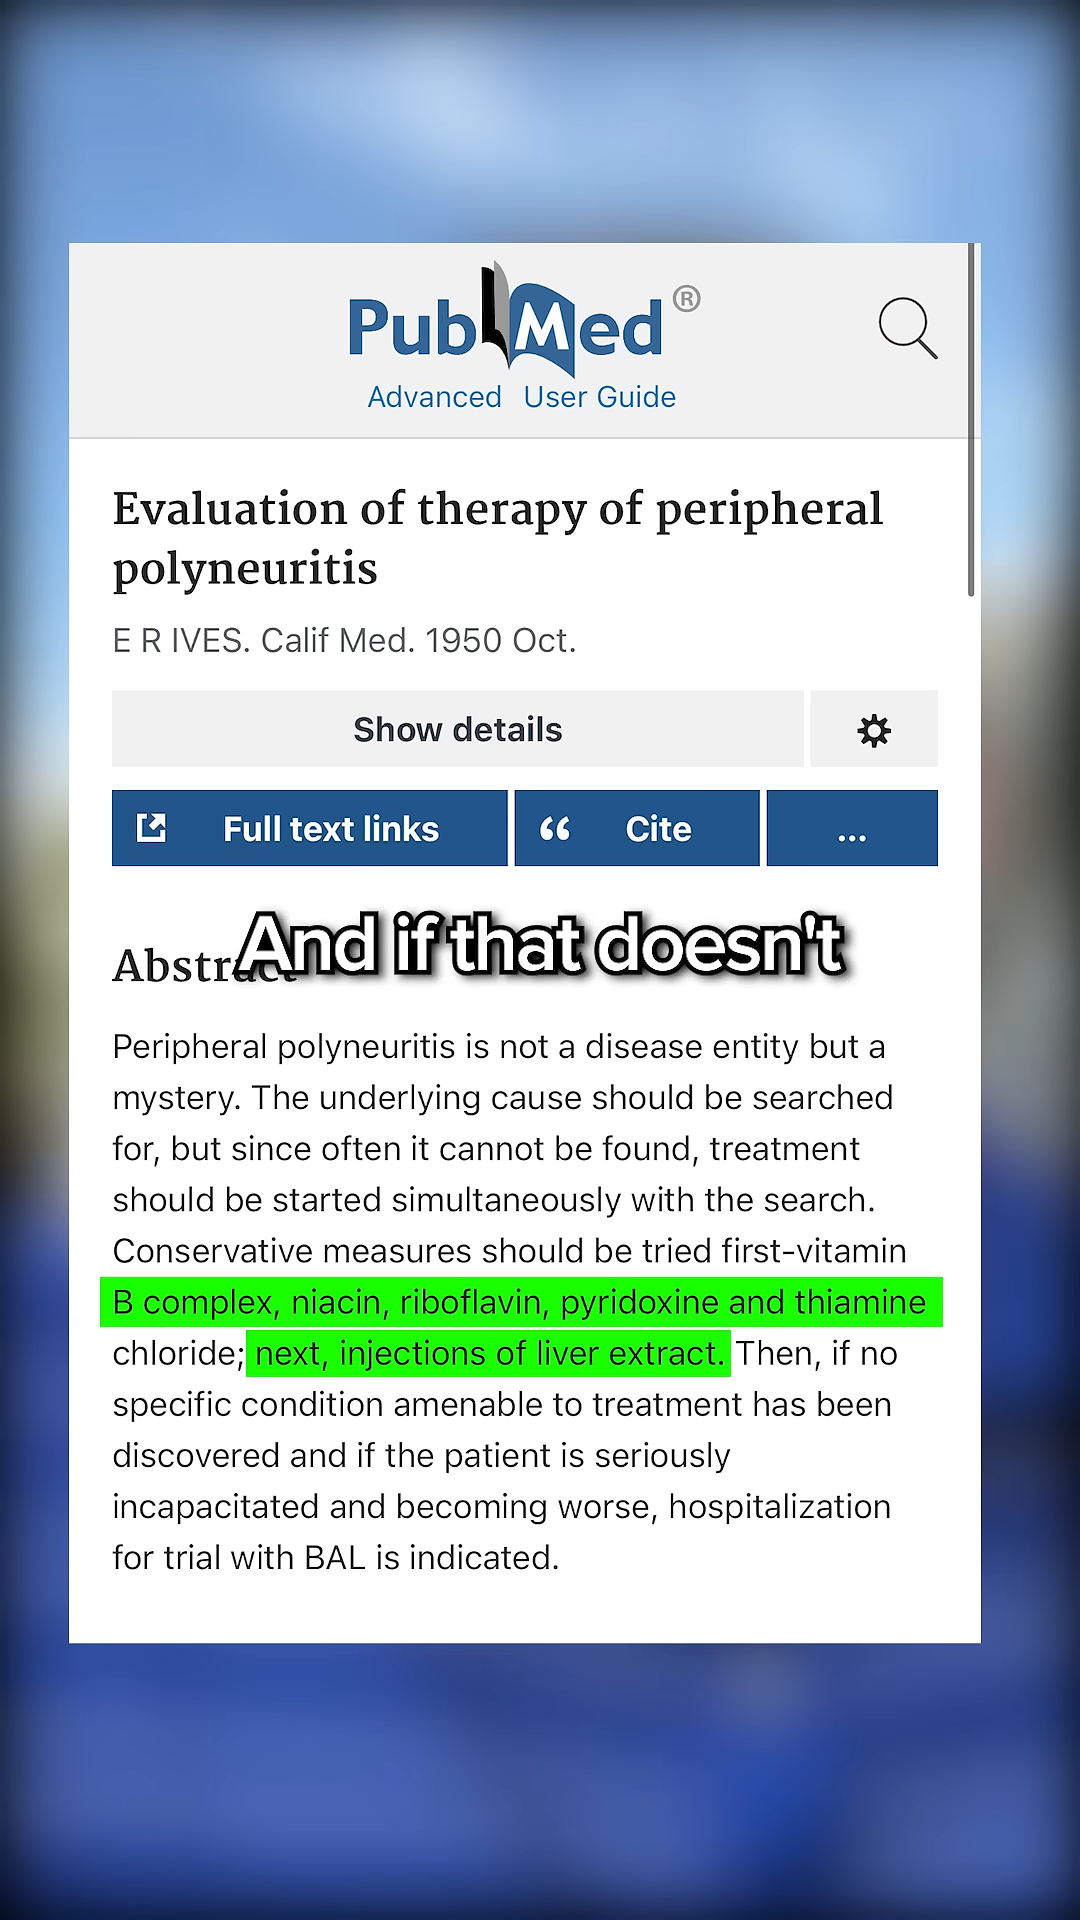 PubMed ®
Advanced User Guide
Evaluation of therapy of peripheral
polyneuritis
E R IVES. Calif Med. 1950 Oct.
Show details
Full text links
Cite
...
And if that doesn't
Abstract
Peripheral polyneuritis is not a disease entity but a
mystery. The underlying cause should be searched
for, but since often it cannot be found, treatment
should be started simultaneously with the search.
Conservative measures should be tried first-vitamin
B complex, niacin, riboflavin, pyridoxine and thiamine
chloride; next, injections of liver extract. Then, if no
specific condition amenable to treatment has been
discovered and if the patient is seriously
incapacitated and becoming worse, hospitalization
for trial with BAL is indicated.